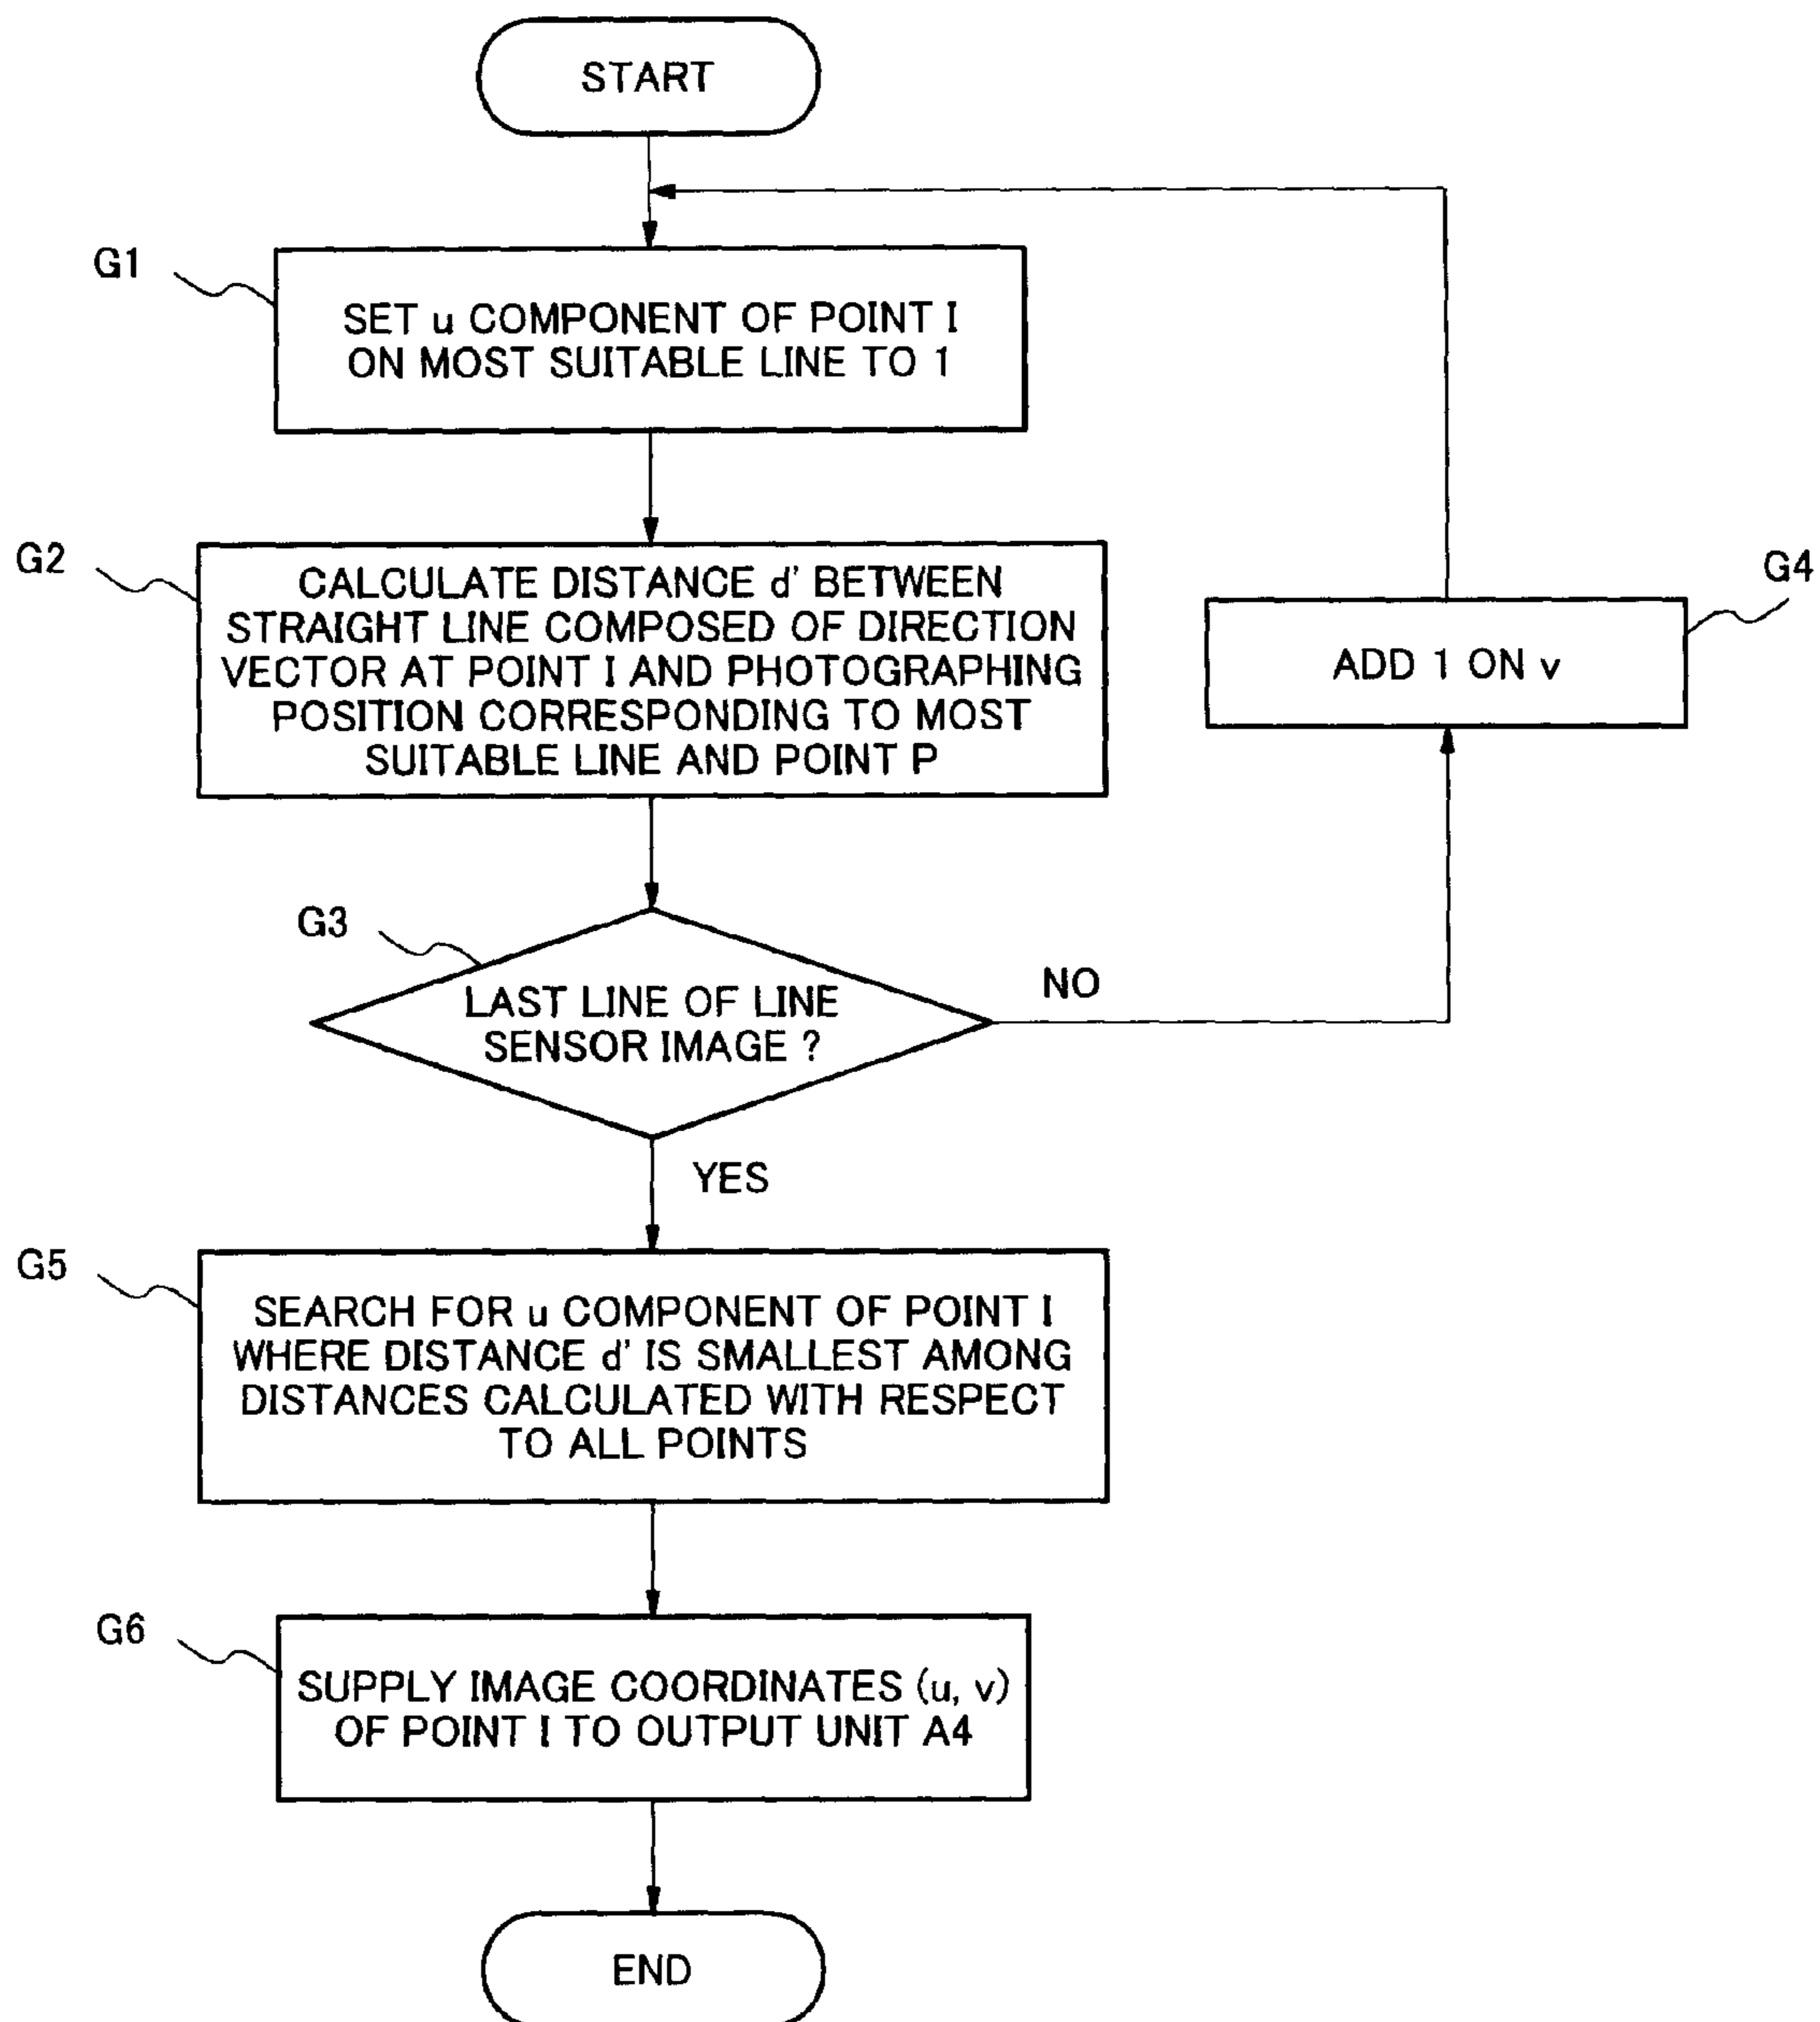 START
G1
SET u COMPONENT OF POINT I
ON MOST SUITABLE LINE TO 1
G2
CALCULATE DISTANCE d' BETWEEN
STRAIGHT LINE COMPOSED OF DIRECTION
VECTOR AT POINT I AND PHOTOGRAPHING
POSITION CORRESPONDING TO MOST
SUITABLE LINE AND POINT P
G4
ADD 1 ON v
G3
LAST LINE OF LINE
SENSOR IMAGE ?
NO
YES
G5
SEARCH FOR u COMPONENT OF POINT I
WHERE DISTANCE d' IS SMALLEST AMONG
DISTANCES CALCULATED WITH RESPECT
TO ALL POINTS
G6
SUPPLY IMAGE COORDINATES (u, v)
OF POINT I TO OUTPUT UNIT A4
END